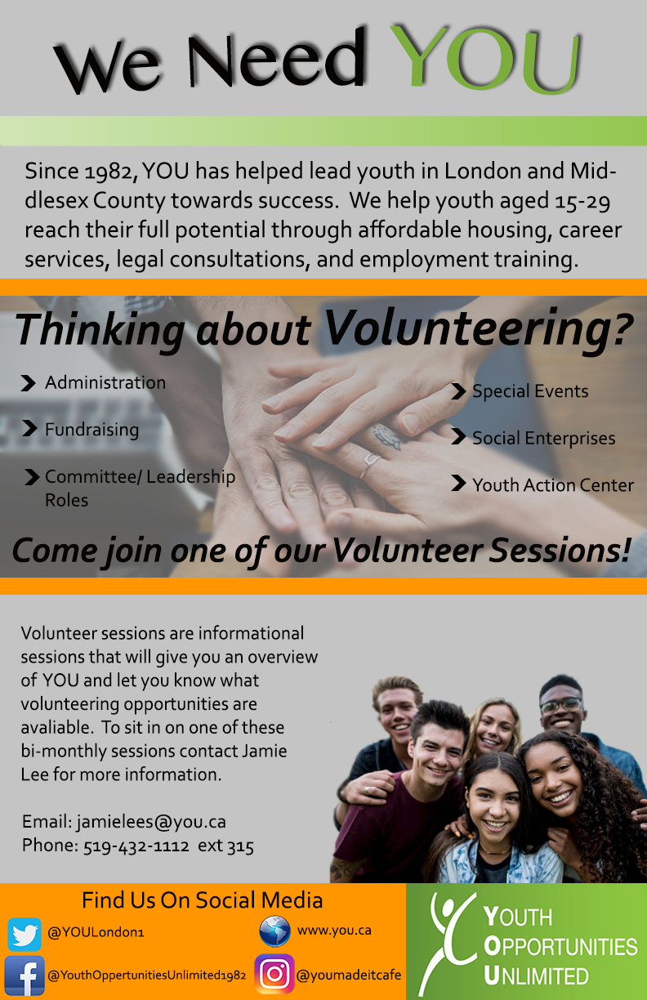 We Need YOU
Since 1982, YOU has helped lead youth in London and Mid-
dlesex County towards success.  We help youth aged 15-29
reach their full potential through affordable housing, career
services, legal consultations, and employment training.
Thinking about Volunteering?
Administration
Fundraising
Committee/ Leadership
Roles
Special Events
Social Enterprises
Youth Action Center
Come join one of our Volunteer Sessions!
Volunteer sessions are informational
sessions that will give you an overview
of YOU and let you know what
volunteering opportunities are
avaliable.  To sit in on one of these
bi-monthly sessions contact Jamie
Lee for more information.
Email: jamielees@you.ca
Phone: 519-432-1112  ext 315
Find Us On Social Media
@YOULondon1
www.you.ca
@YouthOppertunitiesUnlimited1982
@youmadeitcafe
YOUTH
OPPORTUNITIES
UNLIMITED